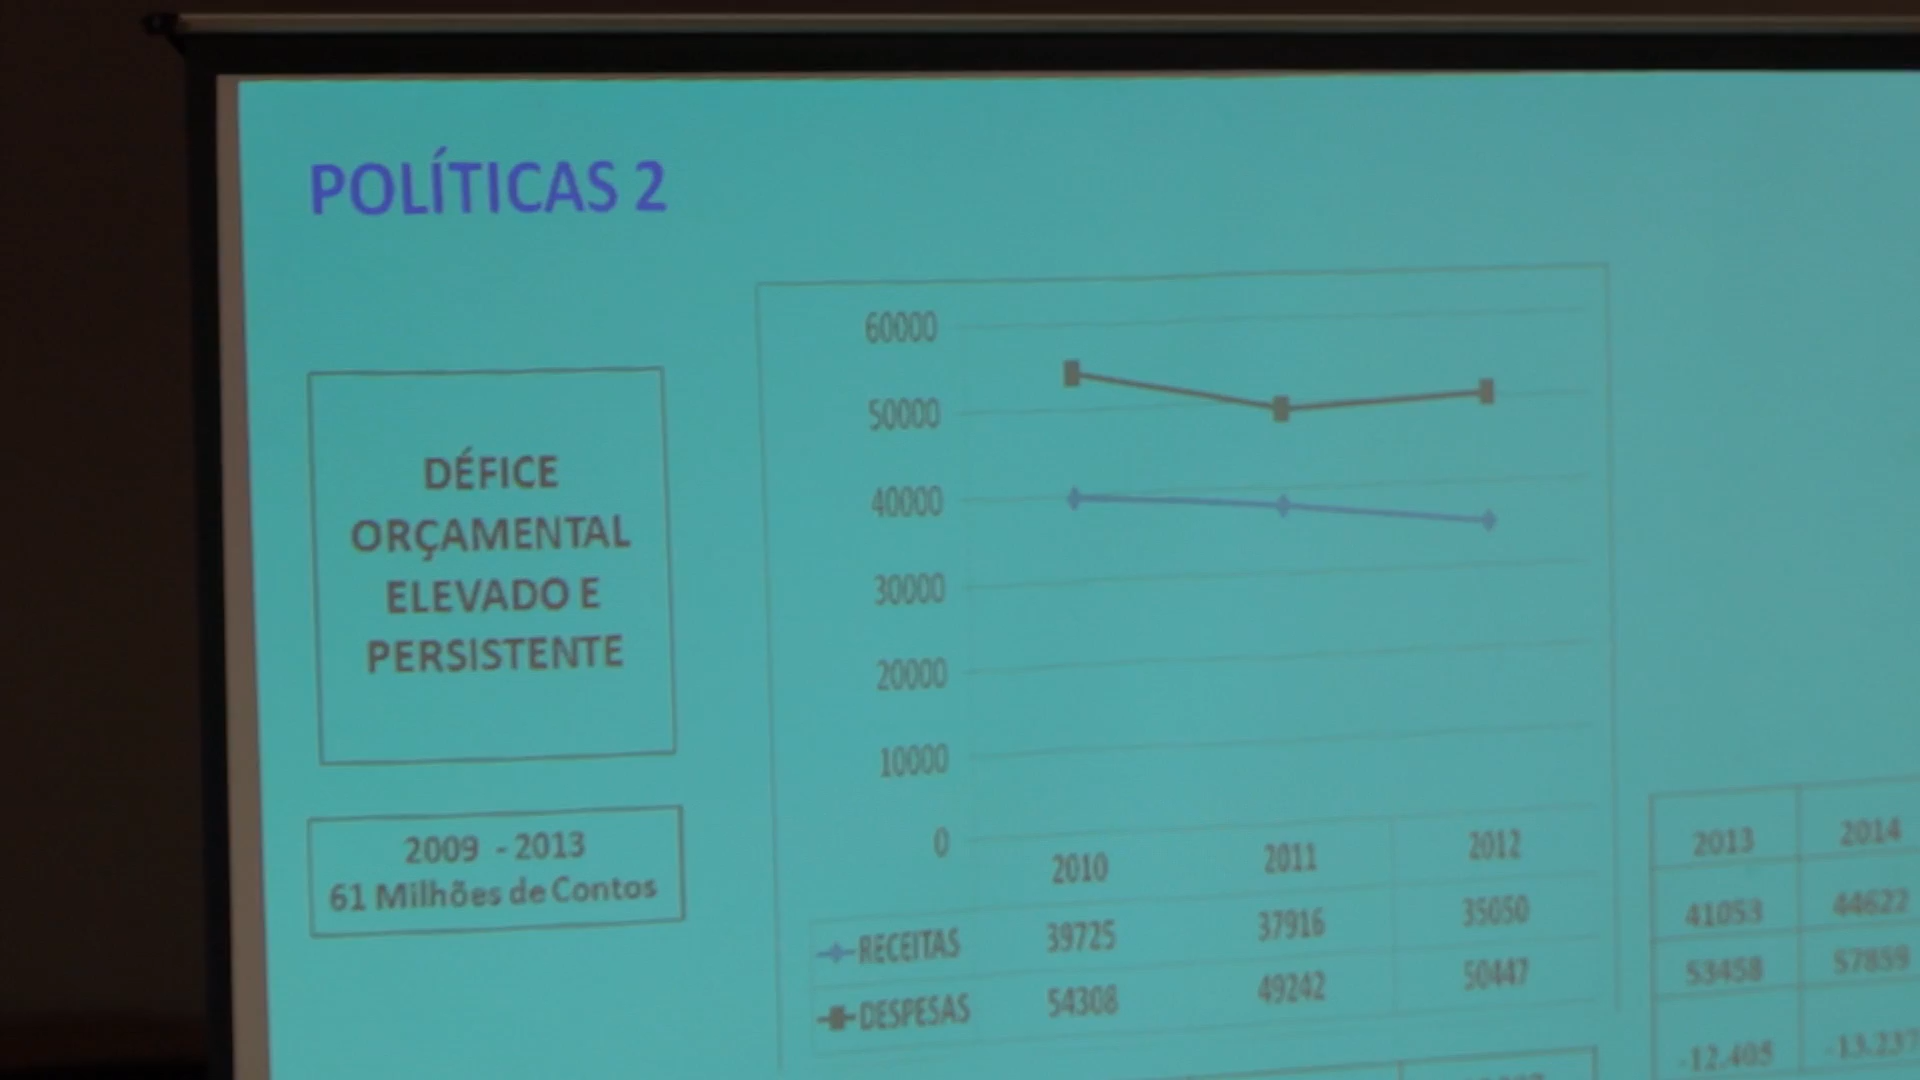 POLÍTICAS 2
DÉFICE
ORÇAMENTAL
ELEVADO E
PERSISTENTE
2009 - 2013
61 Milhões de Contos
60000
50000
40000
30000
20000
10000
0
2010 2011 2012
RECEITAS 39725 37916 35050
DESPESAS 54308 49242 50447
2013 2014
41053 44622
53458 57859
-12.405 -13.237